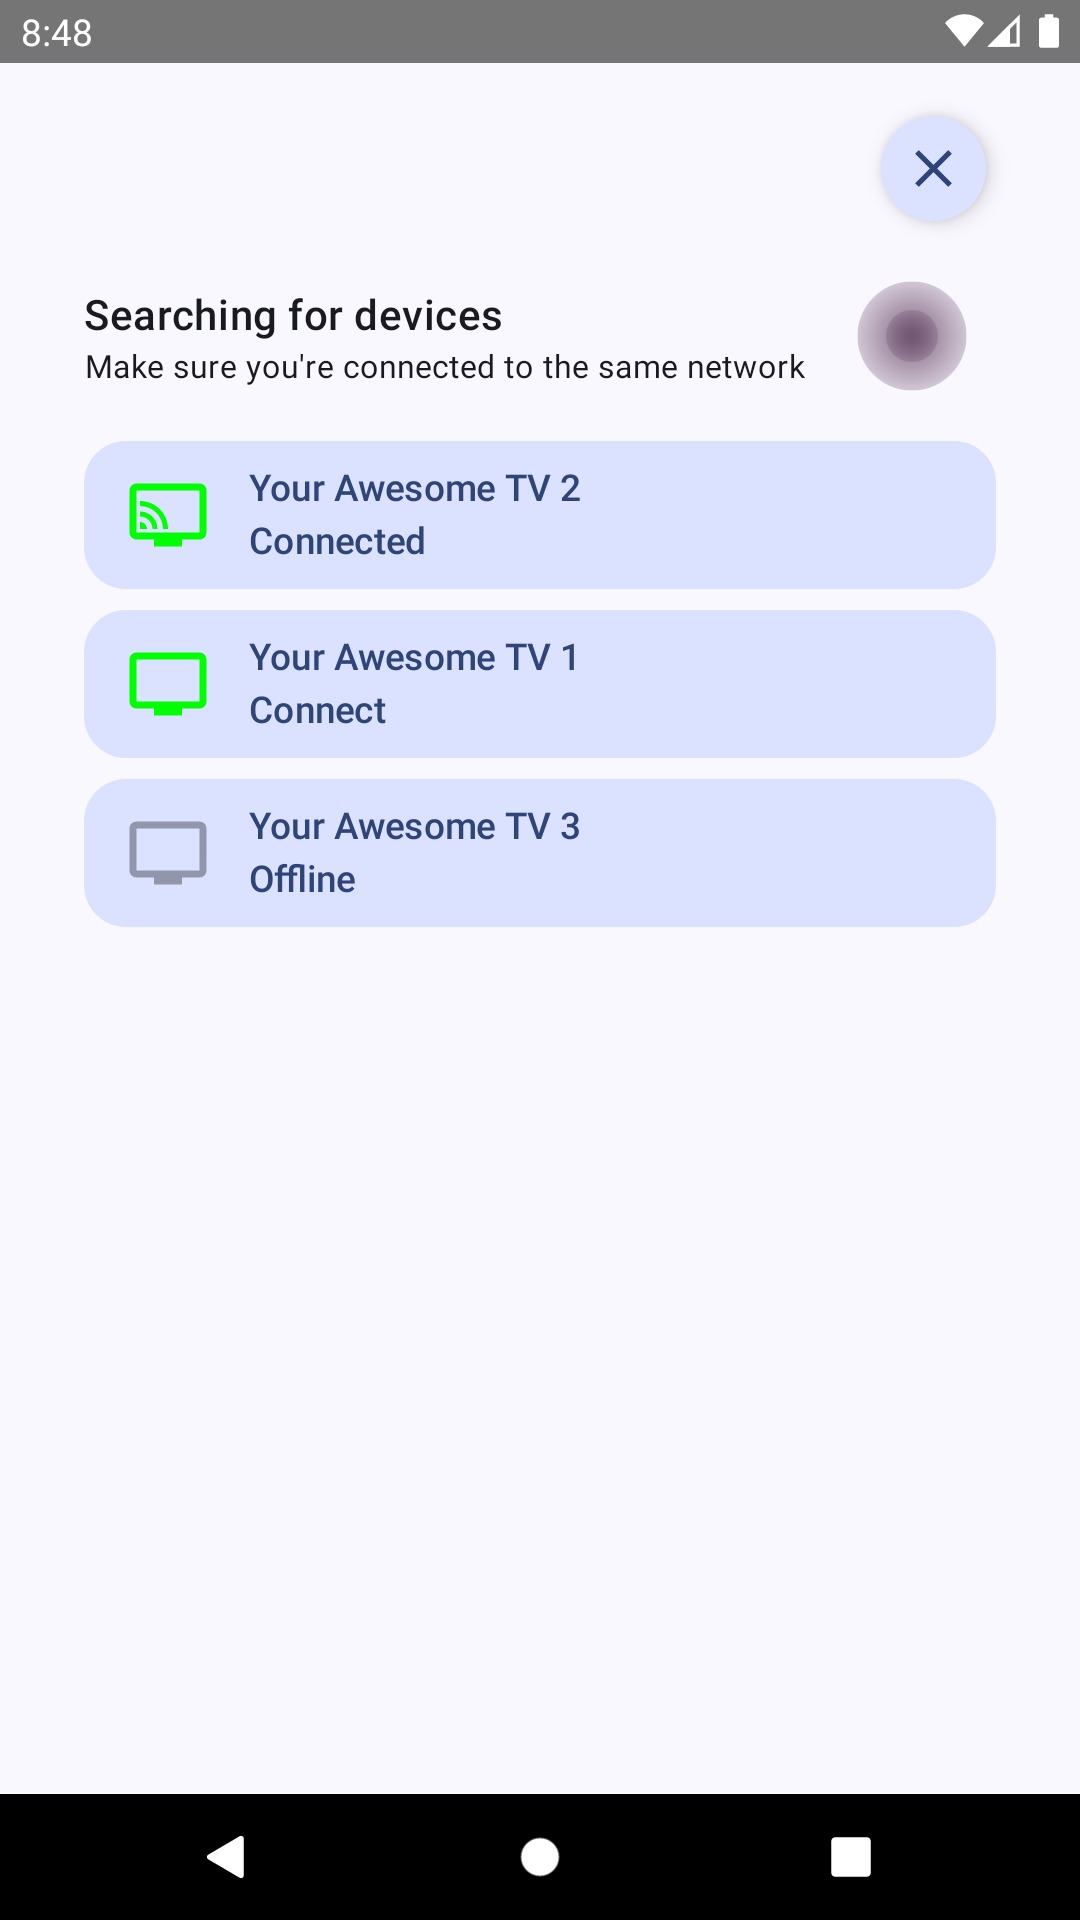 8:48
Searching for devices
Make sure you're connected to the same network
Your Awesome TV 2
Connected
Your Awesome TV 1
Connect
Your Awesome TV 3
Offline